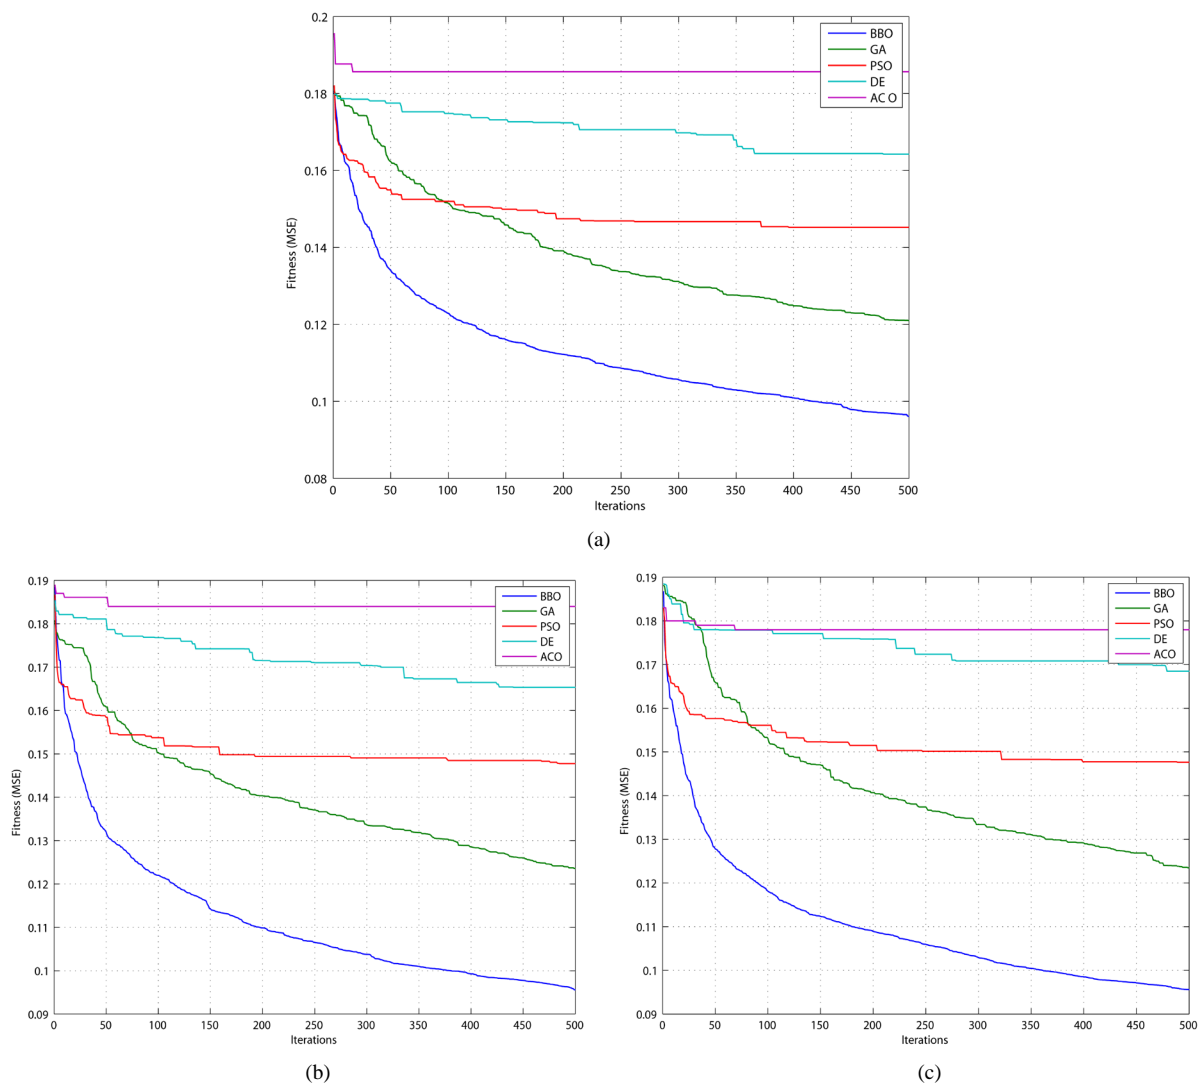 0.2
0.18
0.16
0.14
0.12
0.1
0.08
Fitness (MSE)
BBO
GA
PSO
DE
AC O
0 50 100 150 200 250 300 350 400 450 500
Iterations
(a)
0.19
0.18
0.17
0.16
0.15
0.14
0.13
0.12
0.11
0.1
0.09
Fitness (MSE)
BBO
GA
PSO
DE
ACO
0 50 100 150 200 250 300 350 400 450 500
Iterations
(b)
0.19
0.18
0.17
0.16
0.15
0.14
0.13
0.12
0.11
0.1
0.09
Fitness (MSE)
BBO
GA
PSO
DE
ACO
0 50 100 150 200 250 300 350 400 450 500
Iterations
(c)